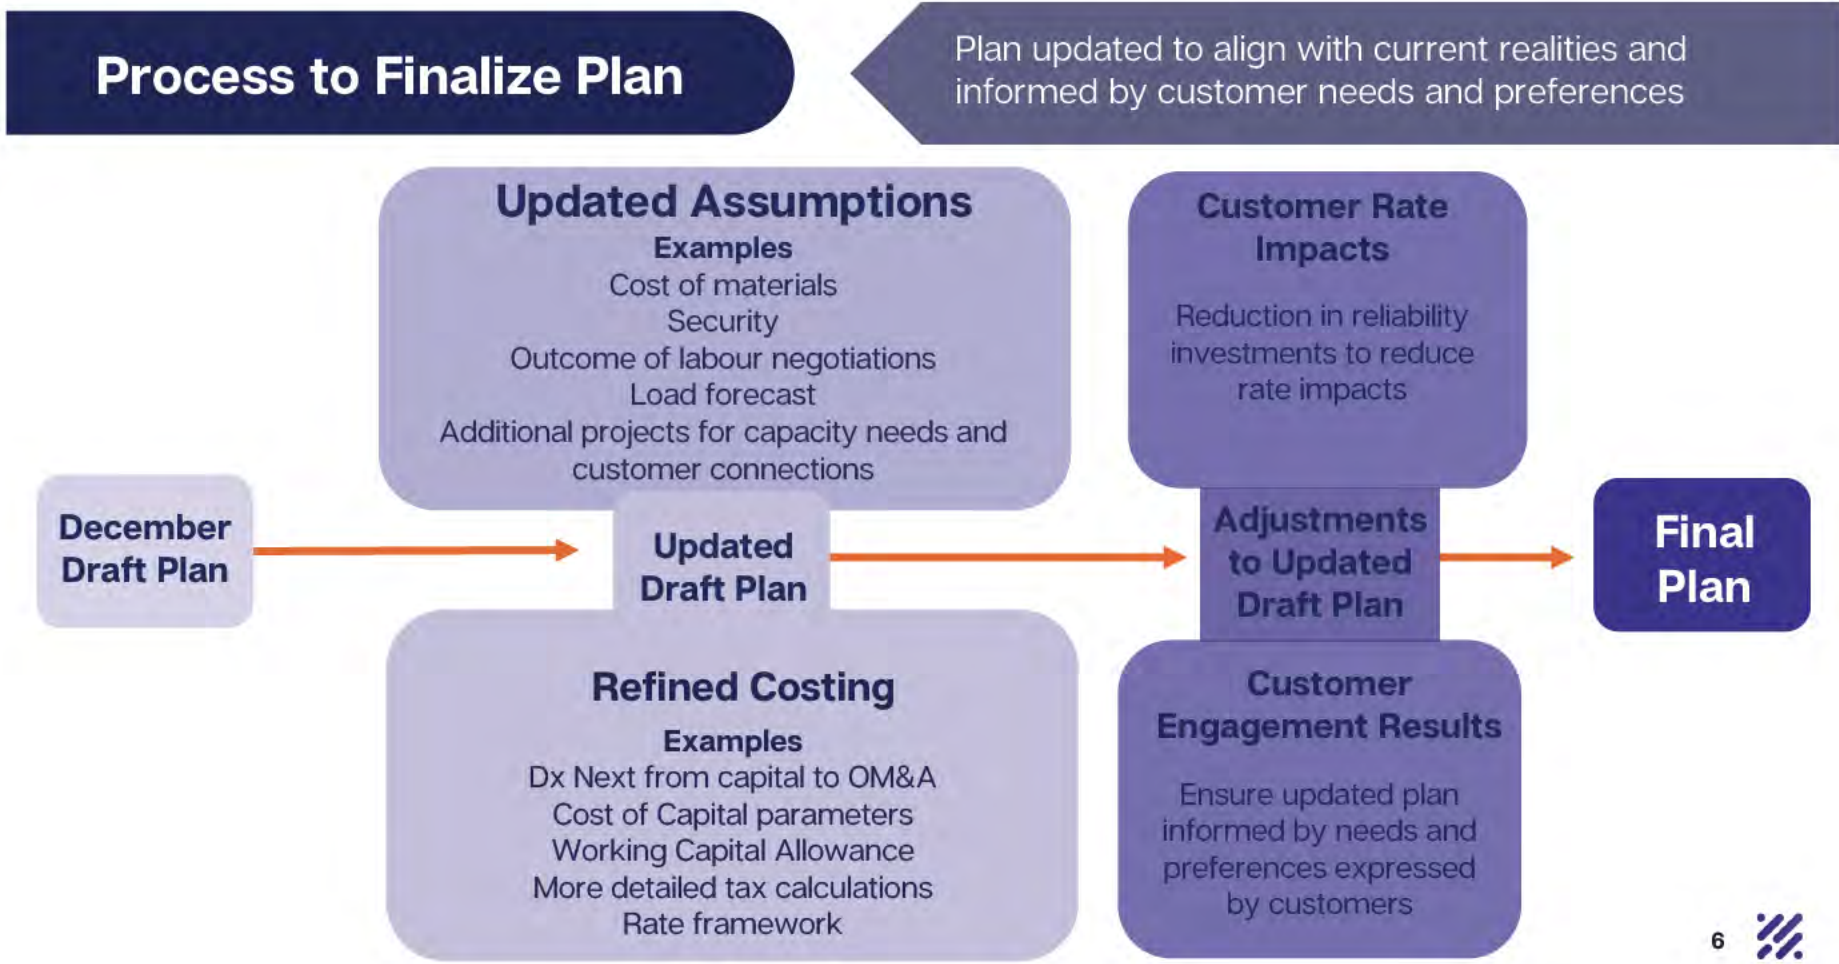 Process to Finalize Plan
Plan updated to align with current realities and
informed by customer needs and preferences
Updated Assumptions
Examples
Cost of materials
Security
Outcome of labour negotiations
Load forecast
Additional projects for capacity needs and
customer connections
Customer Rate
Impacts
Reduction in reliability
investments to reduce
rate impacts
December
Draft Plan
Updated
Draft Plan
Adjustments
to Updated
Draft Plan
Final
Plan
Refined Costing
Examples
Dx Next from capital to OM&A
Cost of Capital parameters
Working Capital Allowance
More detailed tax calculations
Rate framework
Customer
Engagement Results
Ensure updated plan
informed by needs and
preferences expressed
by customers
6